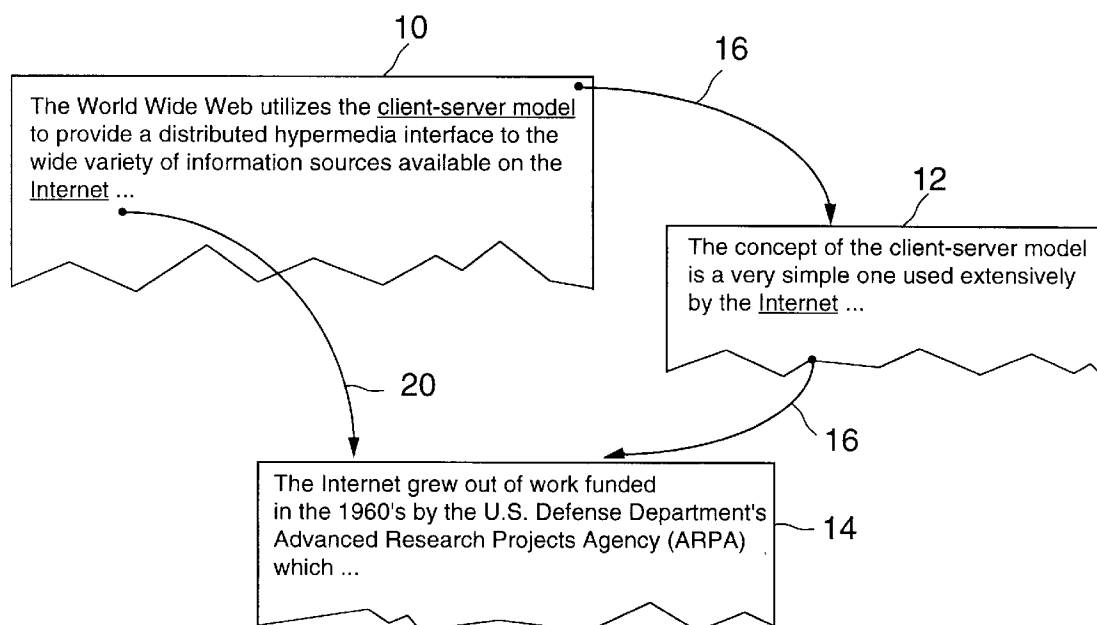 10
16
The World Wide Web utilizes the client-server model
to provide a distributed hypermedia interface to the
wide variety of information sources available on the
Internet ...
12
The concept of the client-server model
is a very simple one used extensively
by the Internet ...
20
16
The Internet grew out of work funded
in the 1960's by the U.S. Defense Department's
Advanced Research Projects Agency (ARPA)
which ...
14